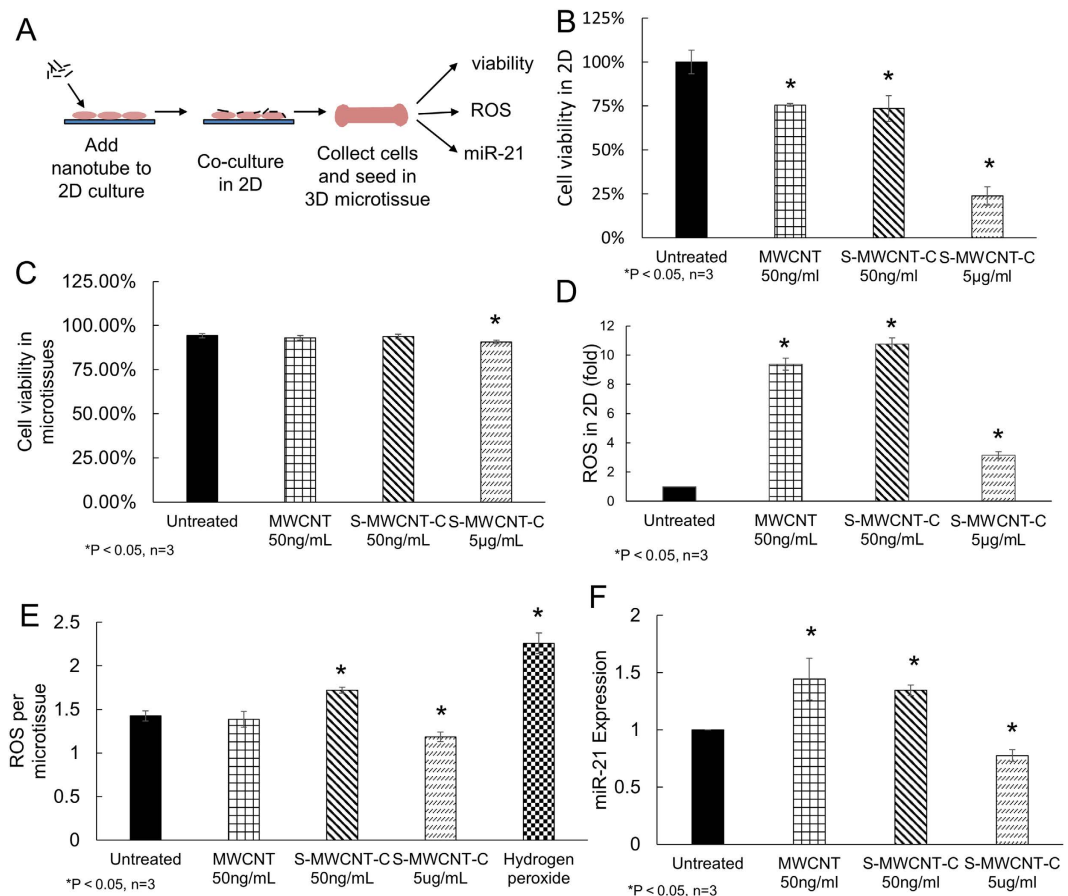 A
viability
ROS
miR-21
Add
nanotube to
2D culture
Co-culture
in 2D
Collect cells
and seed in
3D microtissue
B
Cell viability in 2D
125%
100%
75%
50%
25%
0%
*
*
*
Untreated
MWCNT
50ng/ml
S-MWCNT-C
50ng/ml
S-MWCNT-C
5µg/ml
*P < 0.05, n=3
C
Cell viability in
microtissues
125.00%
100.00%
75.00%
50.00%
25.00%
0.00%
*
Untreated
MWCNT
50ng/mL
S-MWCNT-C
50ng/mL
S-MWCNT-C
5µg/mL
*P < 0.05, n=3
D
ROS in 2D (fold)
12
10
8
6
4
2
0
*
*
*
Untreated
MWCNT
50ng/mL
S-MWCNT-C
50ng/mL
S-MWCNT-C
5µg/mL
*P < 0.05, n=3
E
ROS per
microtissue
2.5
2
1.5
1
0.5
0
*
*
*
Untreated
MWCNT
50ng/mL
S-MWCNT-C
50ng/mL
S-MWCNT-C
5ug/mL
Hydrogen
peroxide
*P < 0.05, n=3
F
miR-21 Expression
2
1.5
1
0.5
0
*
*
*
Untreated
MWCNT
50ng/ml
S-MWCNT-C
50ng/ml
S-MWCNT-C
5ug/ml
*P < 0.05, n=3